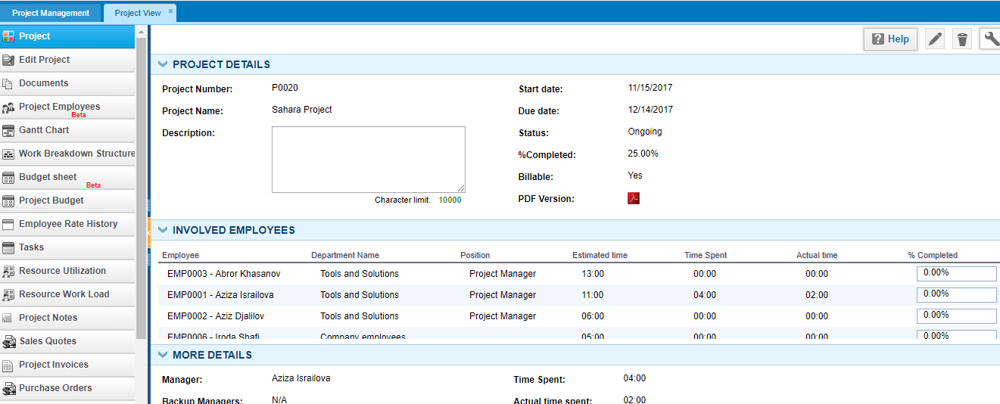 Project Management
Project View ×
Project
Edit Project
Documents
Project Employees
Beta
Gantt Chart
Work Breakdown Structure
Budget sheet
Beta
Project Budget
Employee Rate History
Tasks
Resource Utilization
Resource Work Load
Project Notes
Sales Quotes
Project Invoices
Purchase Orders
? Help
PROJECT DETAILS
Project Number: P0020
Project Name: Sahara Project
Description:
Character limit: 10000
Start date: 11/15/2017
Due date: 12/14/2017
Status: Ongoing
%Completed: 25.00%
Billable: Yes
PDF Version:
INVOLVED EMPLOYEES
Employee Department Name Position Estimated time Time Spent Actual time % Completed
EMP0003 - Abror Khasanov Tools and Solutions Project Manager 13:00 00:00 00:00 0.00%
EMP0001 - Aziza Israilova Tools and Solutions Project Manager 11:00 04:00 02:00 0.00%
EMP0002 - Aziz Djalilov Tools and Solutions Project Manager 06:00 00:00 00:00 0.00%
EMP0006 - Iroda Shafi Company employees 05:00 00:00 00:00 0.00%
MORE DETAILS
Manager: Aziza Israilova
Backup Managers: N/A
Time Spent: 04:00
Actual time spent: 02:00